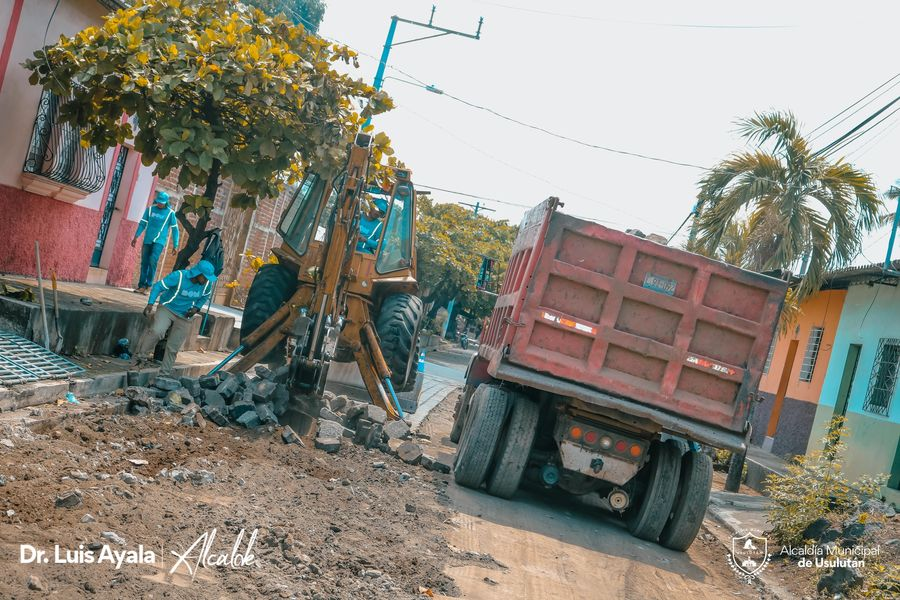 Dr. Luis Ayala Alcalde
Alcaldía Municipal
de Usulután